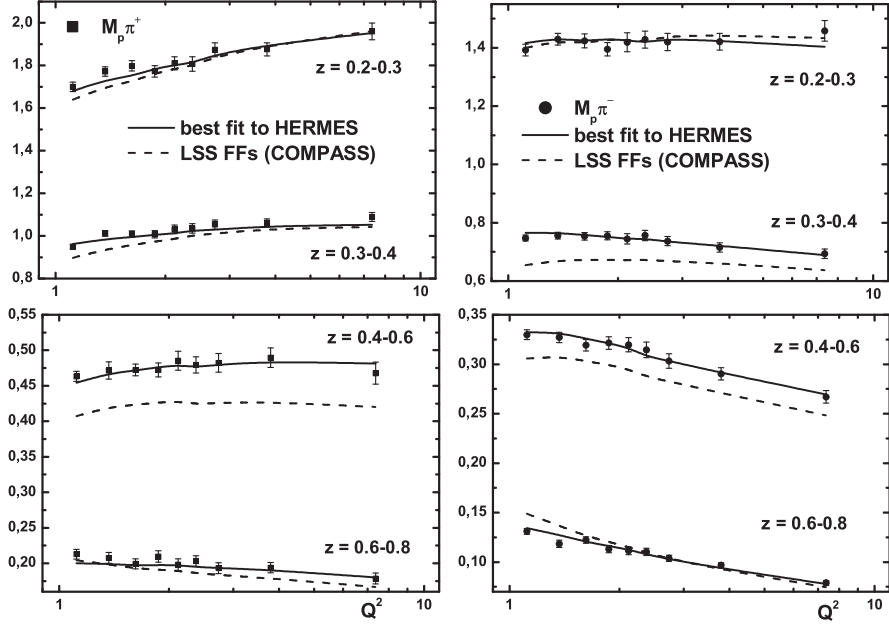 2,0
1,8
1,6
1,4
1,2
1,0
0,8
M_pπ⁺
z = 0.2-0.3
best fit to HERMES
LSS FFs (COMPASS)
z = 0.3-0.4
1
10
1,4
1,2
1,0
0,8
0,6
z = 0.2-0.3
M_pπ⁻
best fit to HERMES
LSS FFs (COMPASS)
z = 0.3-0.4
1
10
0,55
0,50
0,45
0,40
0,35
0,30
0,25
0,20
z = 0.4-0.6
z = 0.6-0.8
1
Q²
10
0,35
0,30
0,25
0,20
0,15
0,10
z = 0.4-0.6
z = 0.6-0.8
1
Q²
10